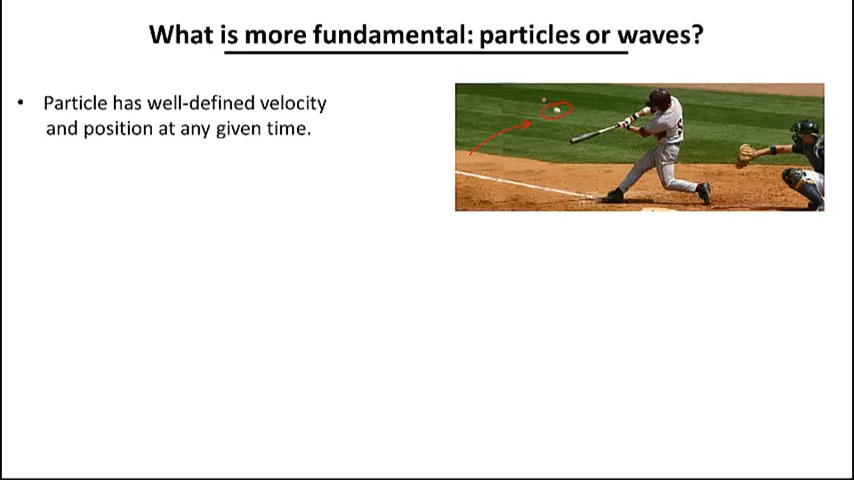 What is more fundamental: particles or waves?
• Particle has well-defined velocity
and position at any given time.